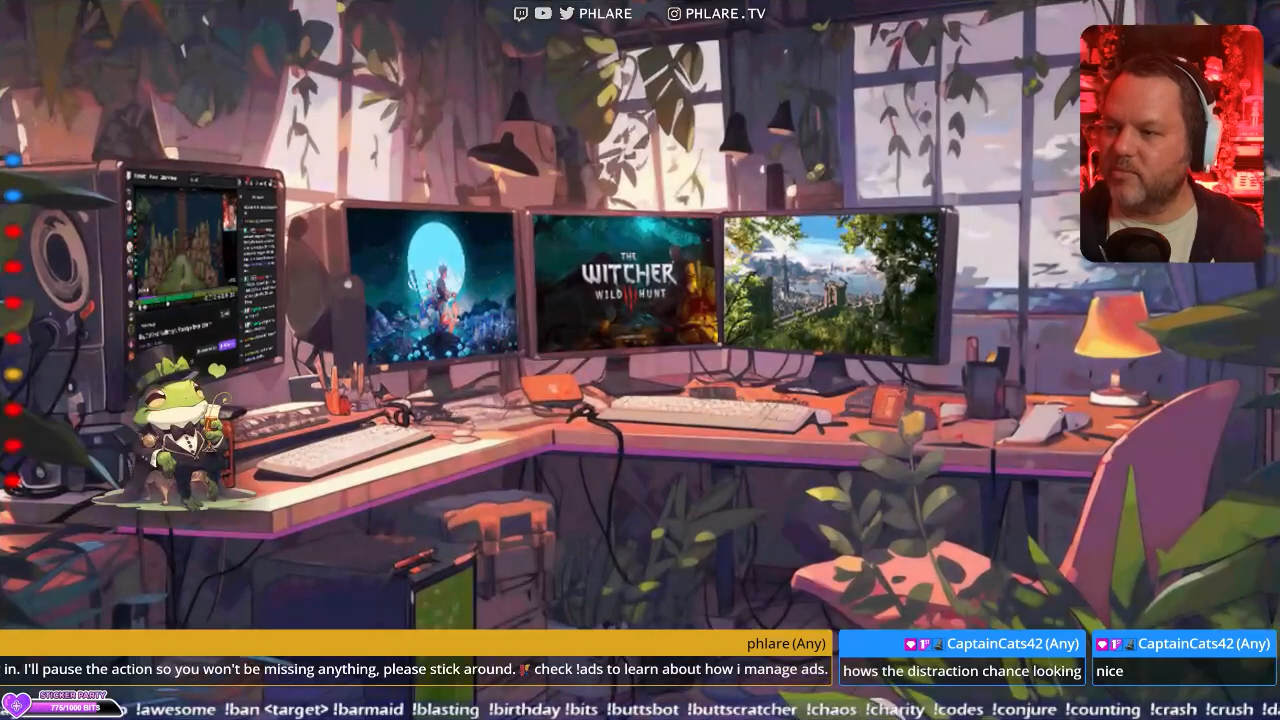 PHLARE PHLARE.TV
THE
WITCHER
WILD HUNT
phlare (Any)
in. I'll pause the action so you won't be missing anything, please stick around. check !ads to learn about how i manage ads.
CaptainCats42 (Any)
hows the distraction chance looking
CaptainCats42 (Any)
nice
STICKER PARTY
775/1000 BITS
!awesome !ban <target> !barmaid !blasting !birthday !bits !buttsbot !buttscratcher !chaos !charity !codes !conjure !counting !crash !crush